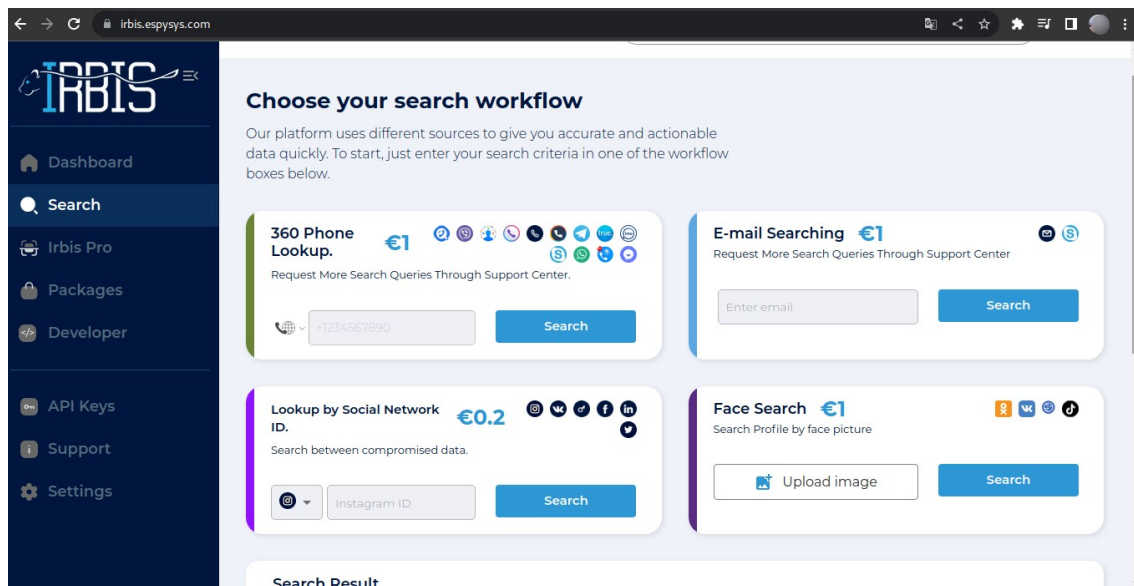 irbis.espysys.com
IRBIS
Dashboard
Search
Irbis Pro
Packages
Developer
API Keys
Support
Settings
Choose your search workflow
Our platform uses different sources to give you accurate and actionable
data quickly. To start, just enter your search criteria in one of the workflow
boxes below.
360 Phone
Lookup.
€1
Request More Search Queries Through Support Center.
+1234567890
Search
E-mail Searching €1
Request More Search Queries Through Support Center
Enter email
Search
Lookup by Social Network
ID.
€0.2
Search between compromised data.
Instagram ID
Search
Face Search €1
Search Profile by face picture
Upload image
Search
Search Result